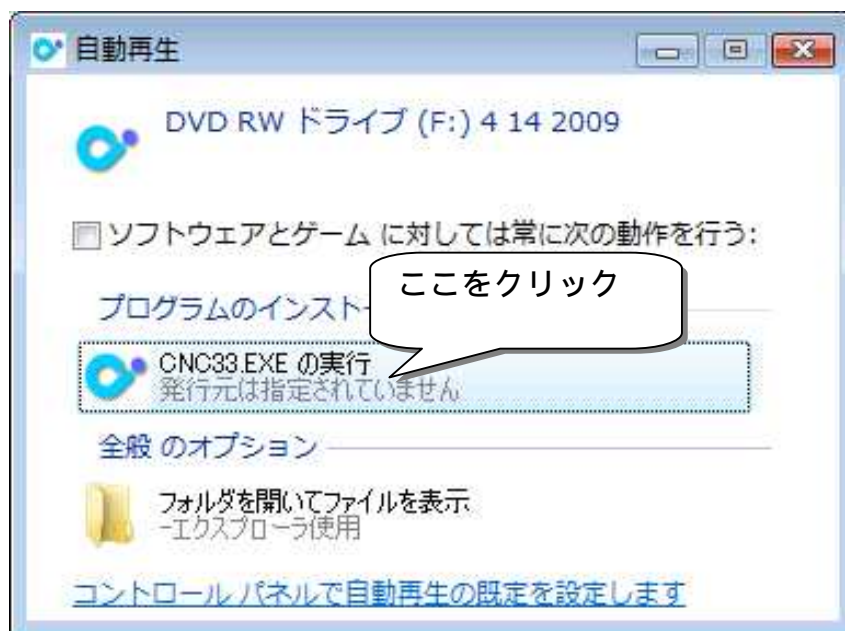 自動再生
DVD RW ドライブ (F:) 4 14 2009
ソフトウェアとゲーム に対しては常に次の動作を行う:
ここをクリック
プログラムのインスト
CNC33.EXE の実行
発行元は指定されていません
全般 のオプション
フォルダを開いてファイルを表示
-エクスプローラ使用
コントロール パネルで自動再生の既定を設定します